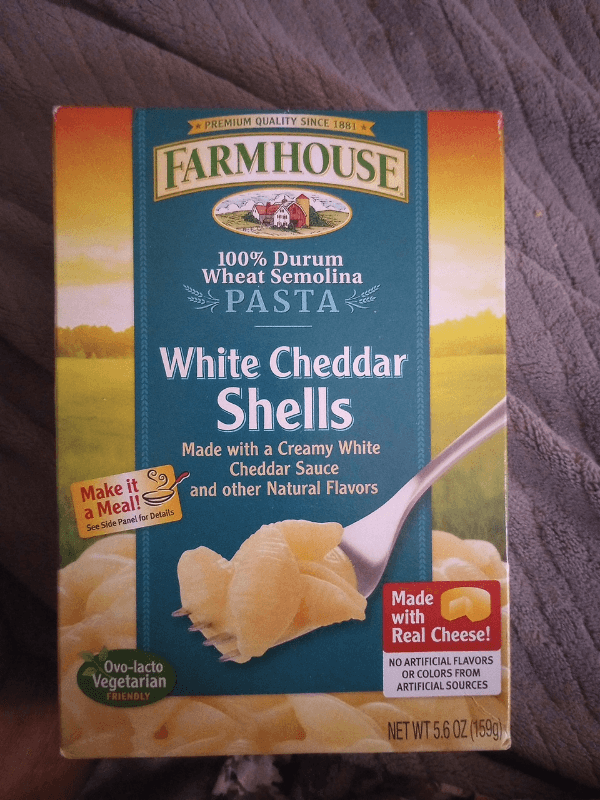 PREMIUM QUALITY SINCE 1881
FARMHOUSE
100% Durum
Wheat Semolina
PASTA
White Cheddar
Shells
Made with a Creamy White
Cheddar Sauce
and other Natural Flavors
Make it
a Meal!
See Side Panel for Details
Made
with
Real Cheese!
NO ARTIFICIAL FLAVORS
OR COLORS FROM
ARTIFICIAL SOURCES
Ovo-lacto
Vegetarian
FRIENDLY
NET WT 5.6 OZ (159g)